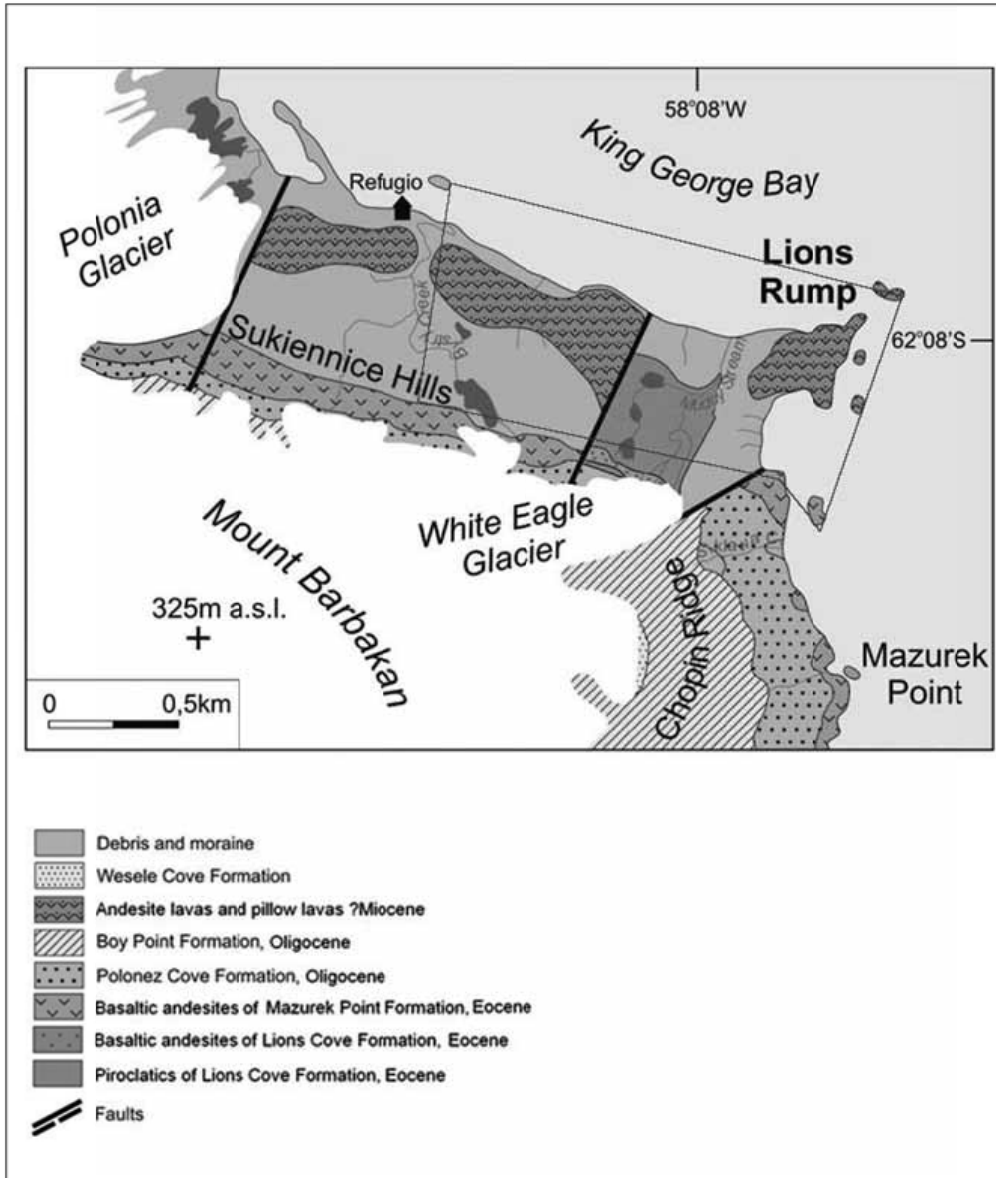 58°08'W
King George Bay
Refugio
Polonia
Glacier
Lions
Rump
62°08'S
Creek
Sukiennice Hills
Stream
White Eagle
Glacier
Mount Barbakan
325m a.s.l.
Chopin Ridge
Mazurek
Point
0 0,5km
Debris and moraine
Wesele Cove Formation
Andesite lavas and pillow lavas ?Miocene
Boy Point Formation, Oligocene
Polonez Cove Formation, Oligocene
Basaltic andesites of Mazurek Point Formation, Eocene
Basaltic andesites of Lions Cove Formation, Eocene
Piroclatics of Lions Cove Formation, Eocene
Faults